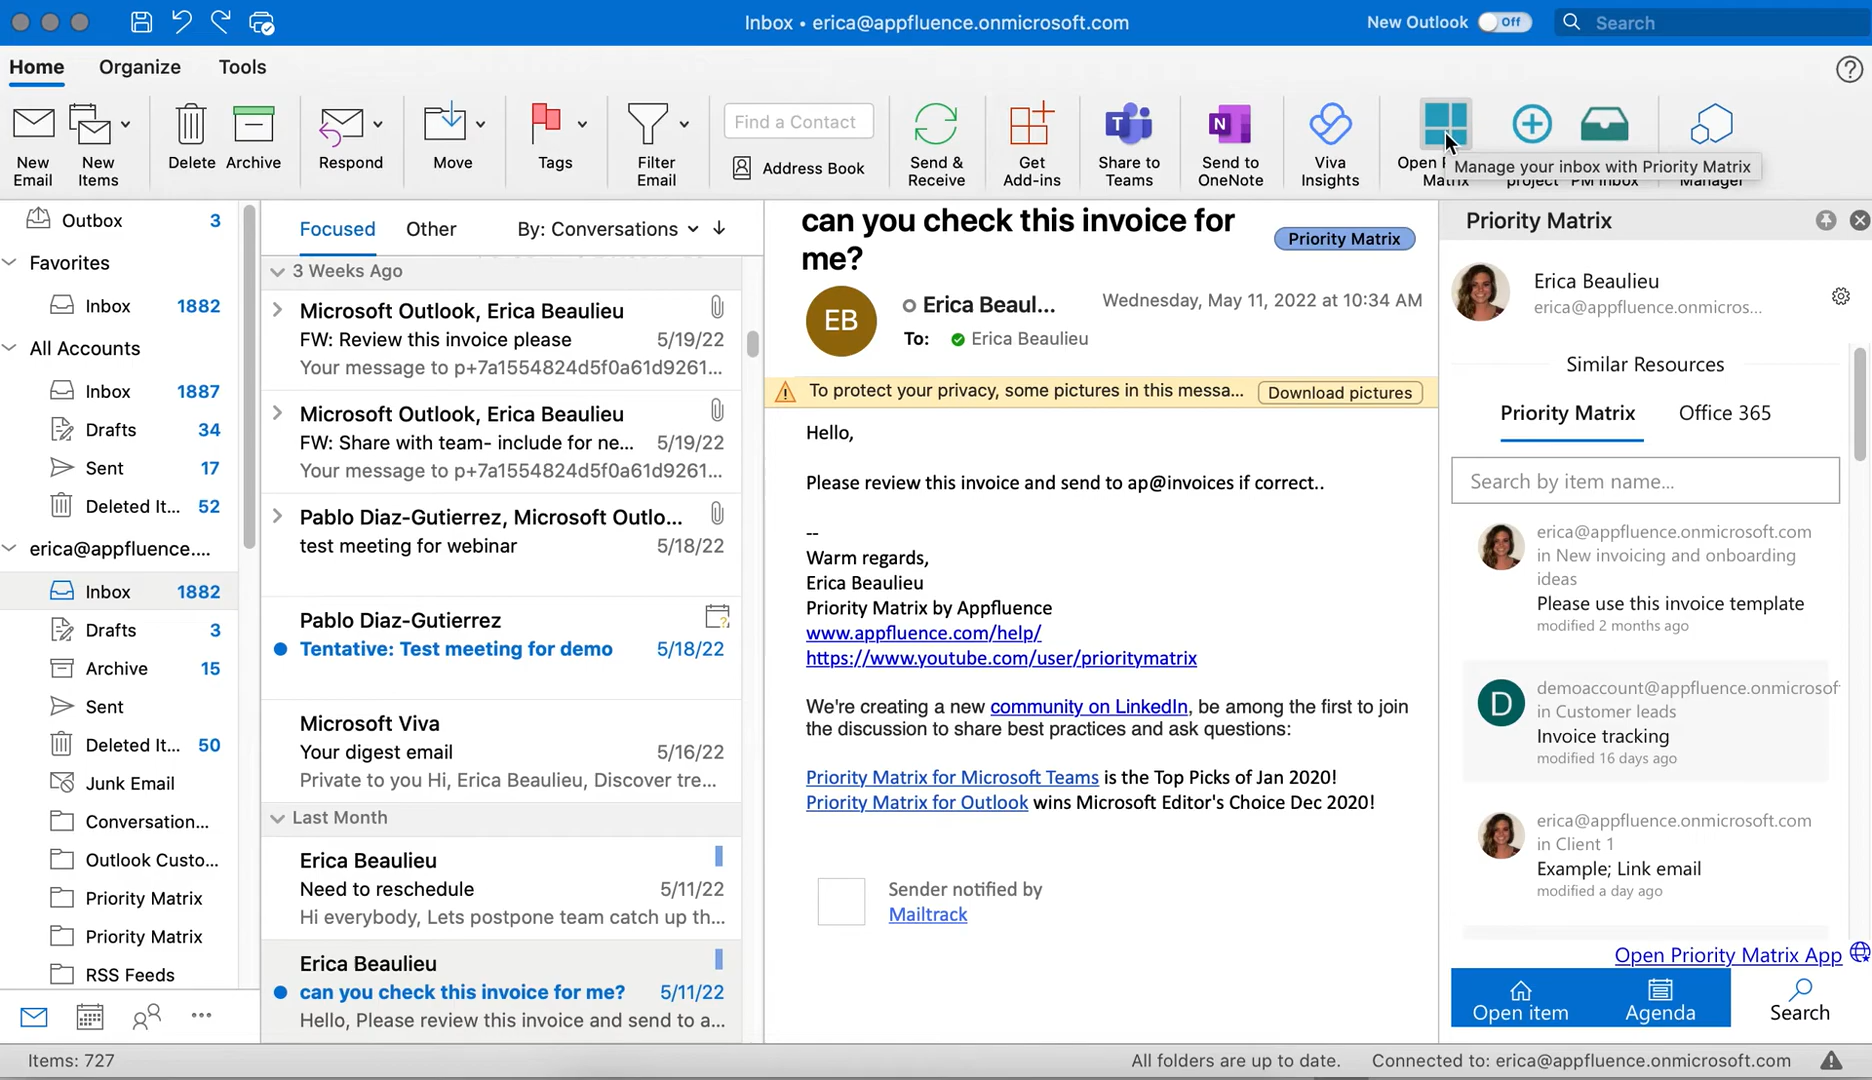 Inbox • erica@appfluence.onmicrosoft.com
New Outlook Off
Search
Home Organize Tools
New Email
New Items
Delete
Archive
Respond
Move
Tags
Filter Email
Find a Contact
Address Book
Send & Receive
Get Add-ins
Share to Teams
Send to OneNote
Viva Insights
Open
Manage your inbox with Priority Matrix
Outbox 3
Favorites
Inbox 1882
All Accounts
Inbox 1887
Drafts 34
Sent 17
Deleted It... 52
erica@appfluence....
Inbox 1882
Drafts 3
Archive 15
Sent
Deleted It... 50
Junk Email
Conversation...
Outlook Custo...
Priority Matrix
Priority Matrix
RSS Feeds
Items: 727
Focused Other By: Conversations
3 Weeks Ago
Microsoft Outlook, Erica Beaulieu
FW: Review this invoice please 5/19/22
Your message to p+7a1554824d5f0a61d9261...
Microsoft Outlook, Erica Beaulieu
FW: Share with team- include for ne... 5/19/22
Your message to p+7a1554824d5f0a61d9261...
Pablo Diaz-Gutierrez, Microsoft Outlo...
test meeting for webinar 5/18/22
Pablo Diaz-Gutierrez
Tentative: Test meeting for demo 5/18/22
Microsoft Viva
Your digest email 5/16/22
Private to you Hi, Erica Beaulieu, Discover tre...
Last Month
Erica Beaulieu
Need to reschedule 5/11/22
Hi everybody, Lets postpone team catch up th...
Erica Beaulieu
can you check this invoice for me? 5/11/22
Hello, Please review this invoice and send to a...
can you check this invoice for
me?
Priority Matrix
EB
Erica Beaul...
Wednesday, May 11, 2022 at 10:34 AM
To: Erica Beaulieu
To protect your privacy, some pictures in this messa... Download pictures
Hello,
Please review this invoice and send to ap@invoices if correct..
--
Warm regards,
Erica Beaulieu
Priority Matrix by Appfluence
www.appfluence.com/help/
https://www.youtube.com/user/prioritymatrix
We're creating a new community on LinkedIn, be among the first to join
the discussion to share best practices and ask questions:
Priority Matrix for Microsoft Teams is the Top Picks of Jan 2020!
Priority Matrix for Outlook wins Microsoft Editor's Choice Dec 2020!
Sender notified by
Mailtrack
Priority Matrix
Erica Beaulieu
erica@appfluence.onmicros...
Similar Resources
Priority Matrix Office 365
Search by item name...
erica@appfluence.onmicrosoft.com
in New invoicing and onboarding
ideas
Please use this invoice template
modified 2 months ago
D
demoaccount@appfluence.onmicrosof
in Customer leads
Invoice tracking
modified 16 days ago
erica@appfluence.onmicrosoft.com
in Client 1
Example; Link email
modified a day ago
Open Priority Matrix App
Open item
Agenda
Search
All folders are up to date.
Connected to: erica@appfluence.onmicrosoft.com